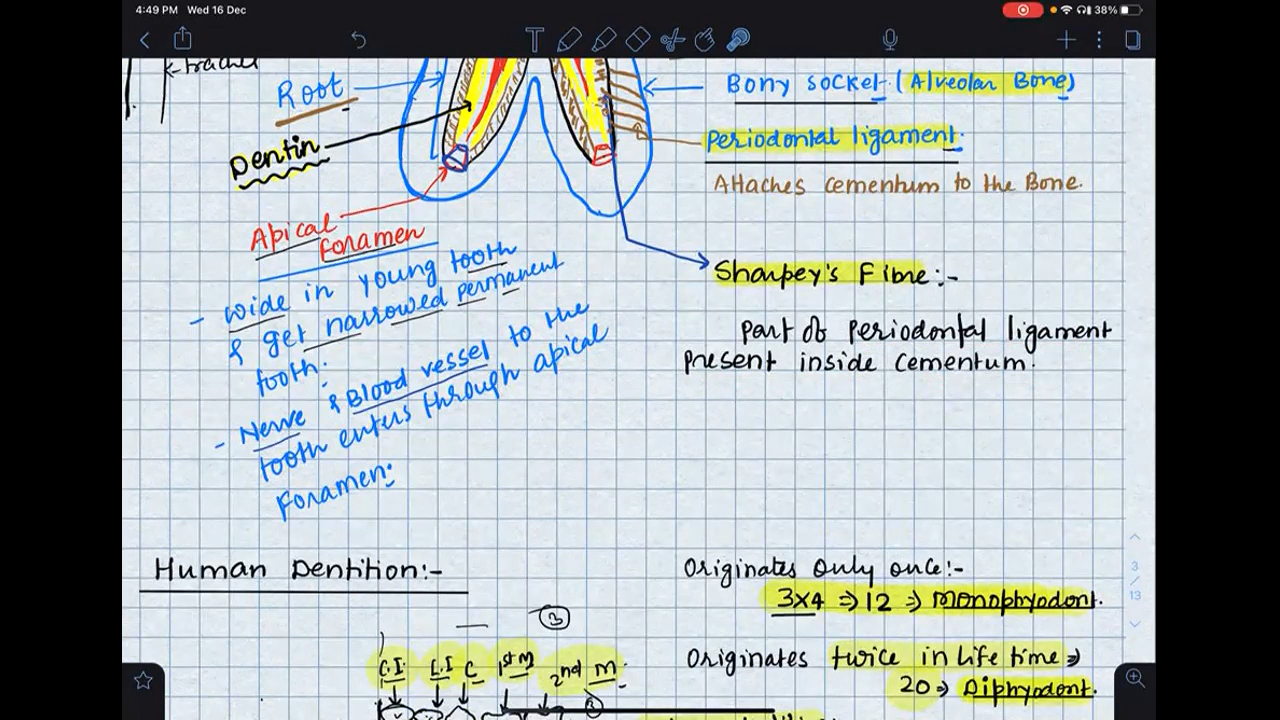 4:49 PM Wed 16 Dec
38%
Root
Dentin
Apical
foramen
- wide in young tooth
& get narrowed permanent
tooth.
- Nerve & Blood vessel to the
tooth enters through apical
Foramen.
Bony socket (Alveolar Bone)
Periodontal ligament.
Attaches cementum to the Bone.
Sharpey's Fibre:-
part of periodontal ligament
present inside cementum.
3
/
13
Human Dentition:-
3
C.I L.I C 1st M 2nd M.
Originates Only once:-
3x4 => 12 => monophyodont.
Originates twice in life time =>
20 => Diphyodont.